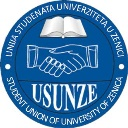 UNIJA STUDENATA UNIVERZITETA U ZENICI
USUNZE
STUDENT UNION OF UNIVERSITY OF ZENICA